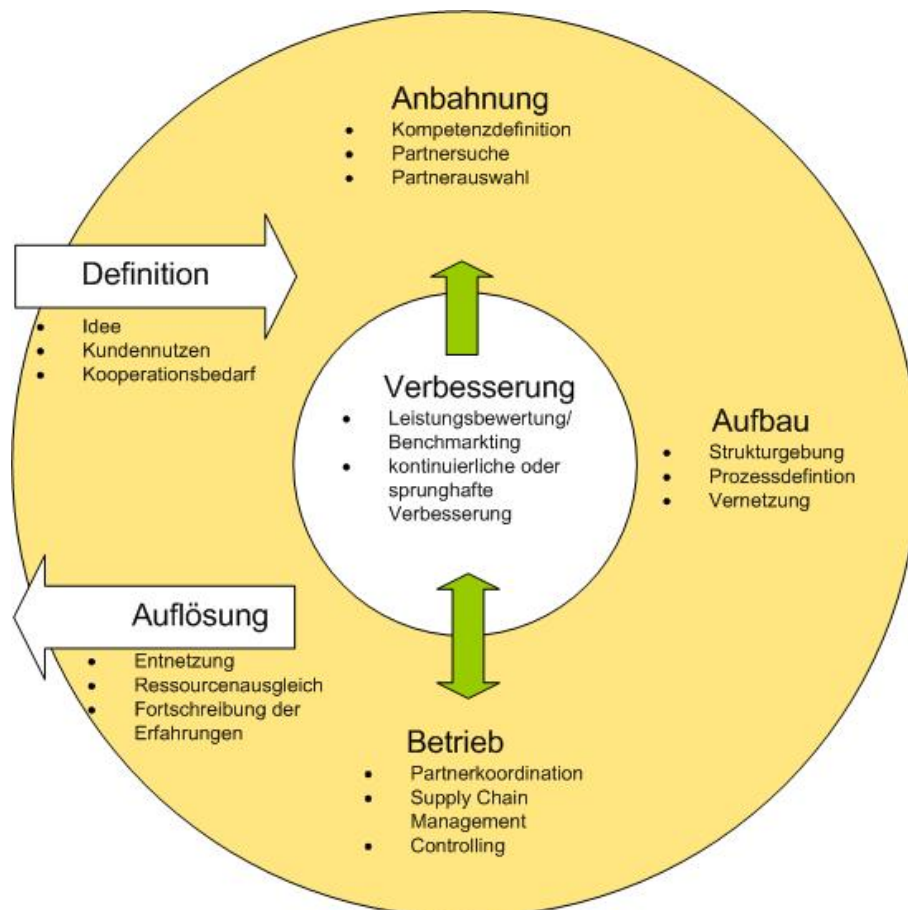 Anbahnung
• Kompetenzdefinition
• Partnersuche
• Partnerauswahl
Definition
• Idee
• Kundennutzen
• Kooperationsbedarf
Verbesserung
• Leistungsbewertung/
Benchmarkting
• kontinuierliche oder
sprunghafte
Verbesserung
Aufbau
• Strukturgebung
• Prozessdefintion
• Vernetzung
Auflösung
• Entnetzung
• Ressourcenausgleich
• Fortschreibung der
Erfahrungen
Betrieb
• Partnerkoordination
• Supply Chain
Management
• Controlling